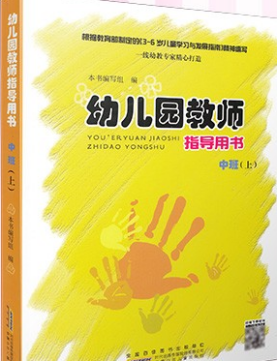 根据教育部制定的《3-6岁儿童学习与发展指南》精神编写
一线幼教专家精心打造
本书编写组 编
幼儿园教师
YOU'ERYUAN JIAOSHI
ZHIDAO YONGSHU
指导用书
中班(上)
幼儿园教师指导用书
中班(上)
本书编写组 编